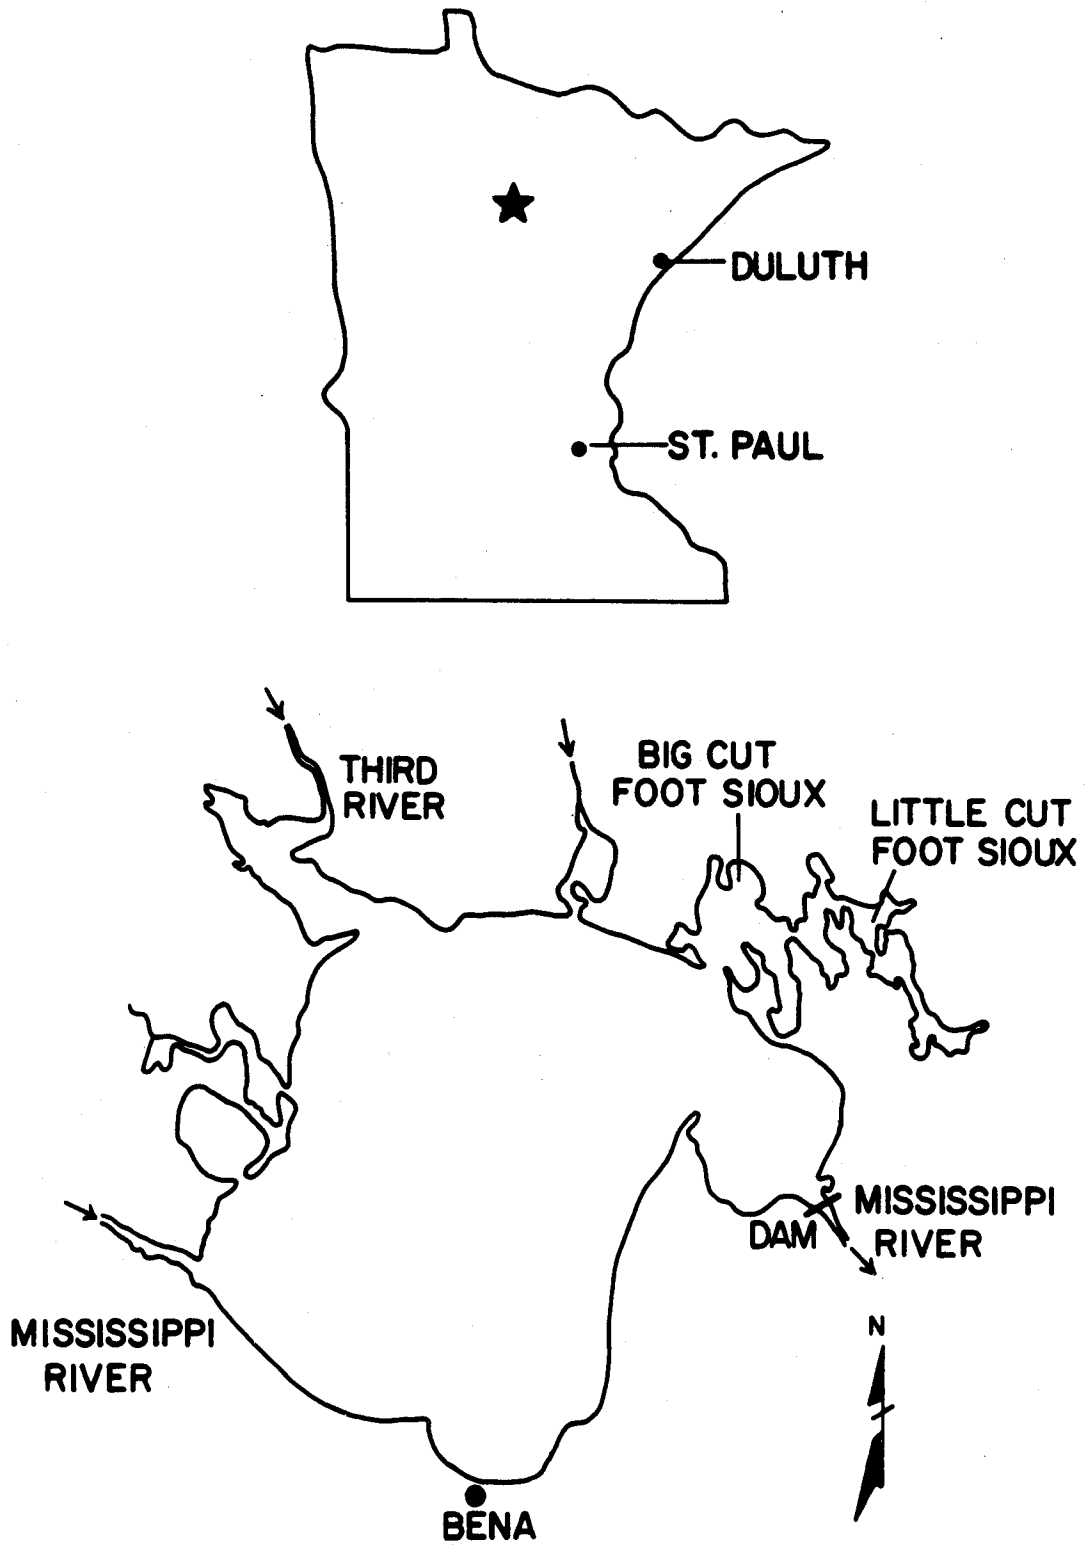 DULUTH
ST. PAUL
THIRD
RIVER
BIG CUT
FOOT SIOUX
LITTLE CUT
FOOT SIOUX
MISSISSIPPI
RIVER
DAM
MISSISSIPPI
RIVER
N
BENA